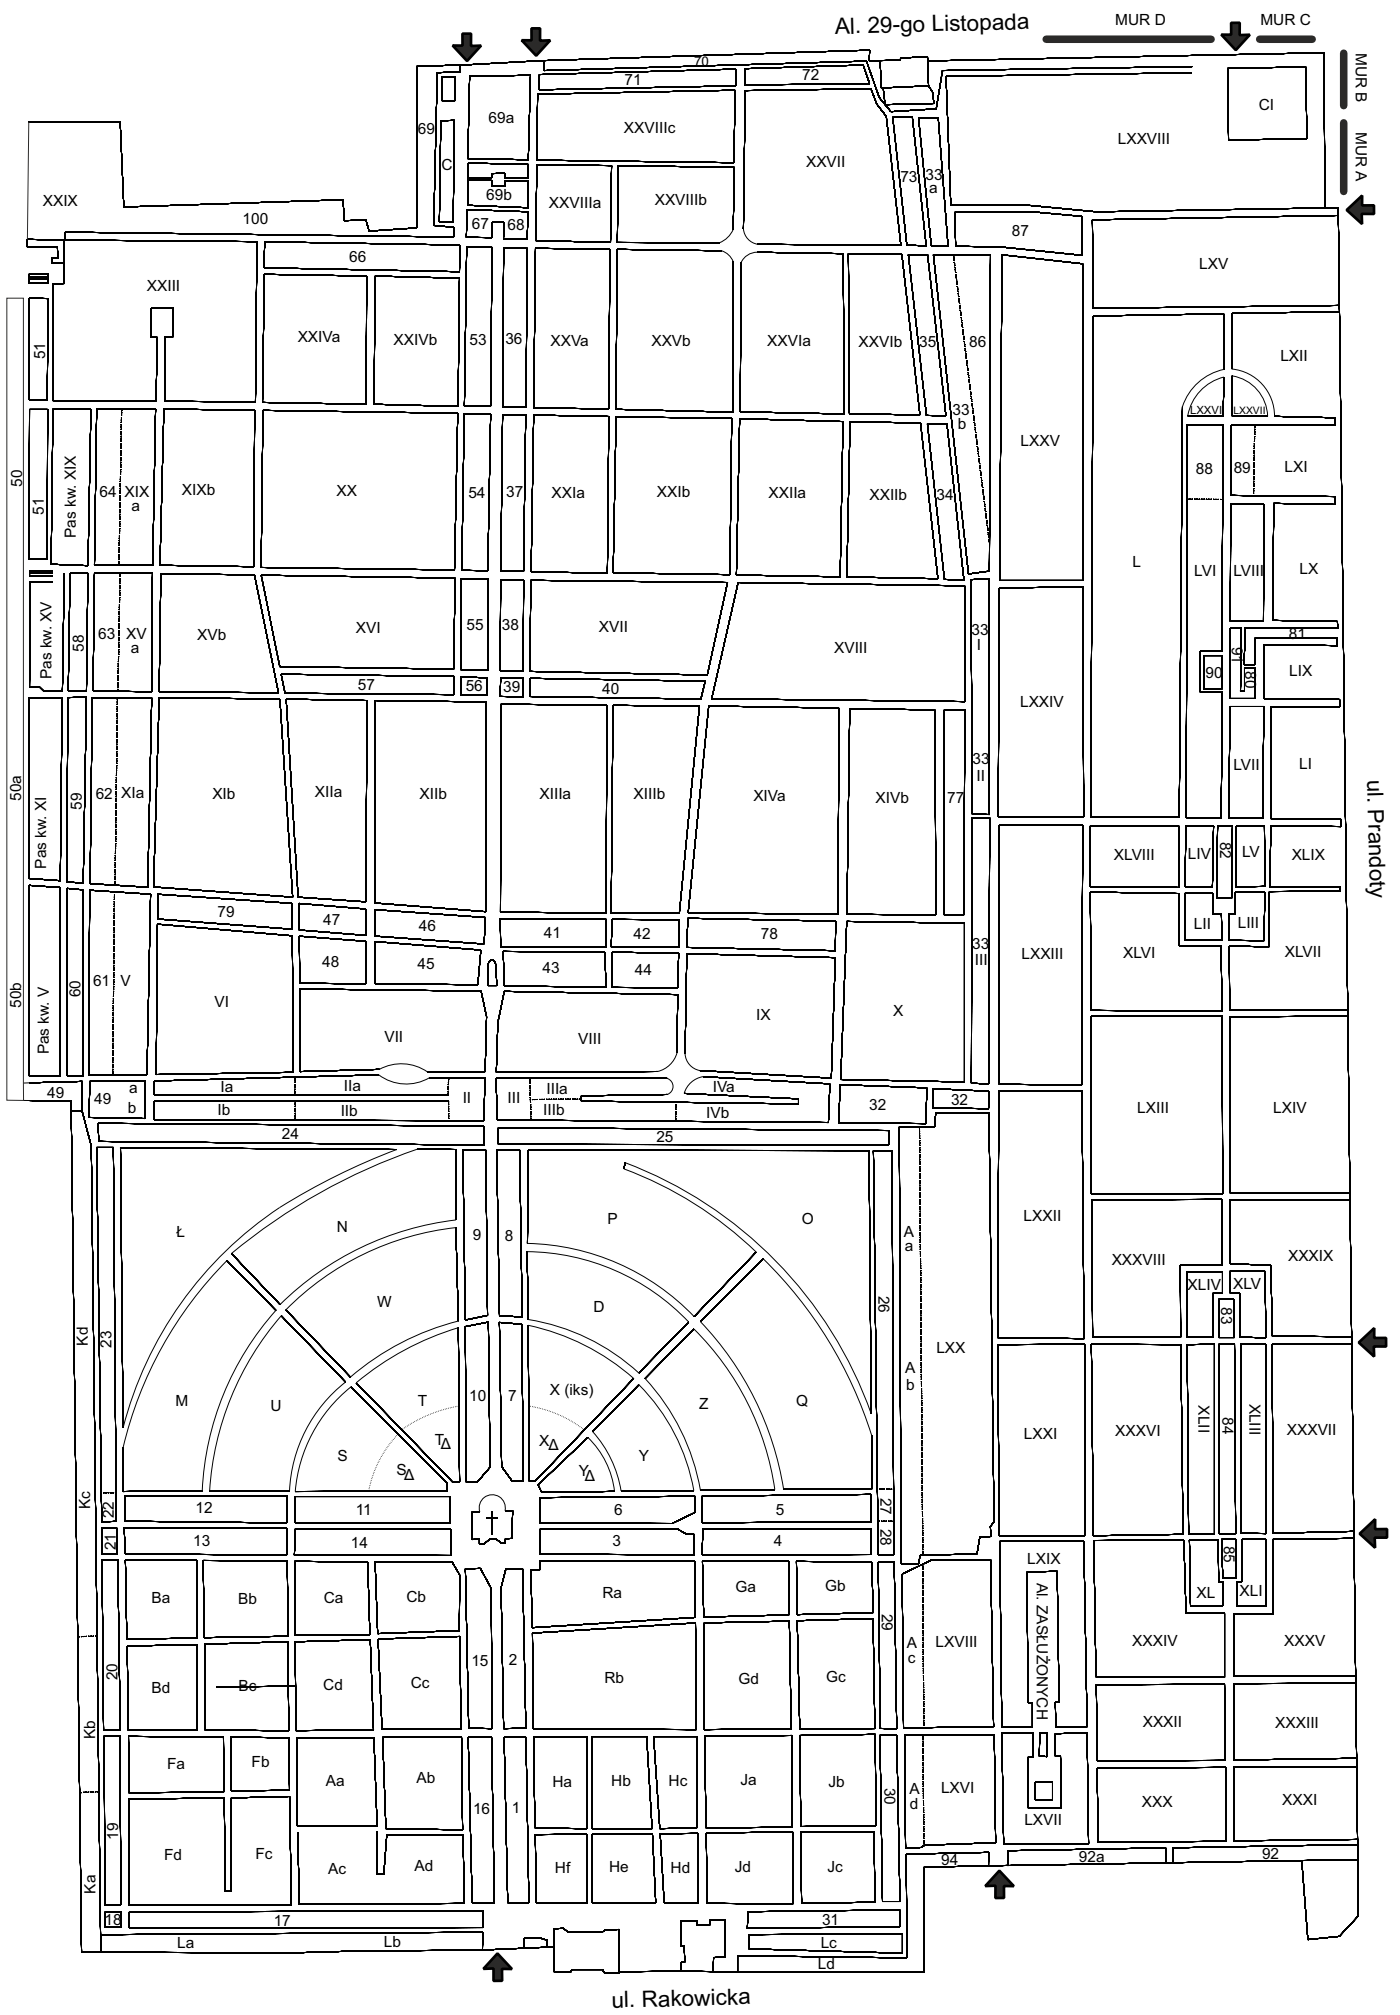 Al. 29-go Listopada
MUR D
MUR C
MUR B
MUR A
70
71
72
69
69a
C
XXVIIIc
XXVII
73
33
a
LXXVIII
CI
XXIX
100
69b
67
68
XXVIIIa
XXVIIIb
87
LXV
XXIII
66
51
XXIVa
XXIVb
53
36
XXVa
XXVb
XXVIa
XXVIb
35
86
LXII
33
b
LXXVI
LXXVII
50
51
Pas kw. XIX
64
XIX
a
XIXb
XX
54
37
XXIa
XXIb
XXIIa
XXIIb
34
LXXV
88
89
LXI
L
LVI
LVIII
LX
Pas kw. XV
58
63
XV
a
XVb
XVI
55
38
XVII
XVIII
33
I
81
91
90
80
LIX
57
56
39
40
LXXIV
50a
Pas kw. XI
59
62
XIa
XIb
XIIa
XIIb
XIIIa
XIIIb
XIVa
XIVb
77
33
II
LVII
LI
ul. Prandoty
XLVIII
LIV
82
LV
XLIX
79
47
46
41
42
78
LII
LIII
50b
Pas kw. V
60
61
V
VI
48
45
43
44
IX
X
33
III
LXXIII
XLVI
XLVII
VII
VIII
49
49
a
b
Ia
IIa
II
III
IIIa
IVa
Ib
IIb
IIIb
IVb
32
32
LXIII
LXIV
24
25
Ł
N
9
8
P
O
A
a
LXXII
XXXVIII
XXXIX
XLIV
XLV
83
Kd
23
W
D
26
A
b
LXX
M
U
T
10
7
X (iks)
Z
Q
LXXI
XXXVI
XLII
84
XLIII
XXXVII
S
T∆
S∆
X∆
Y∆
Y
Kc
22
12
11
6
5
27
21
13
14
3
4
28
LXIX
85
Ba
Bb
Ca
Cb
Ra
Ga
Gb
29
Al. ZASŁUŻONYCH
XL
XLI
20
Bd
Bc
Cd
Cc
15
2
Rb
Gd
Gc
A
c
LXVIII
XXXIV
XXXV
Kb
XXXII
XXXIII
Fa
Fb
Aa
Ab
16
1
Ha
Hb
Hc
Ja
Jb
30
A
d
LXVI
LXVII
XXX
XXXI
Ka
19
Fd
Fc
Ac
Ad
Hf
He
Hd
Jd
Jc
94
92a
92
18
17
31
La
Lb
Lc
Ld
ul. Rakowicka